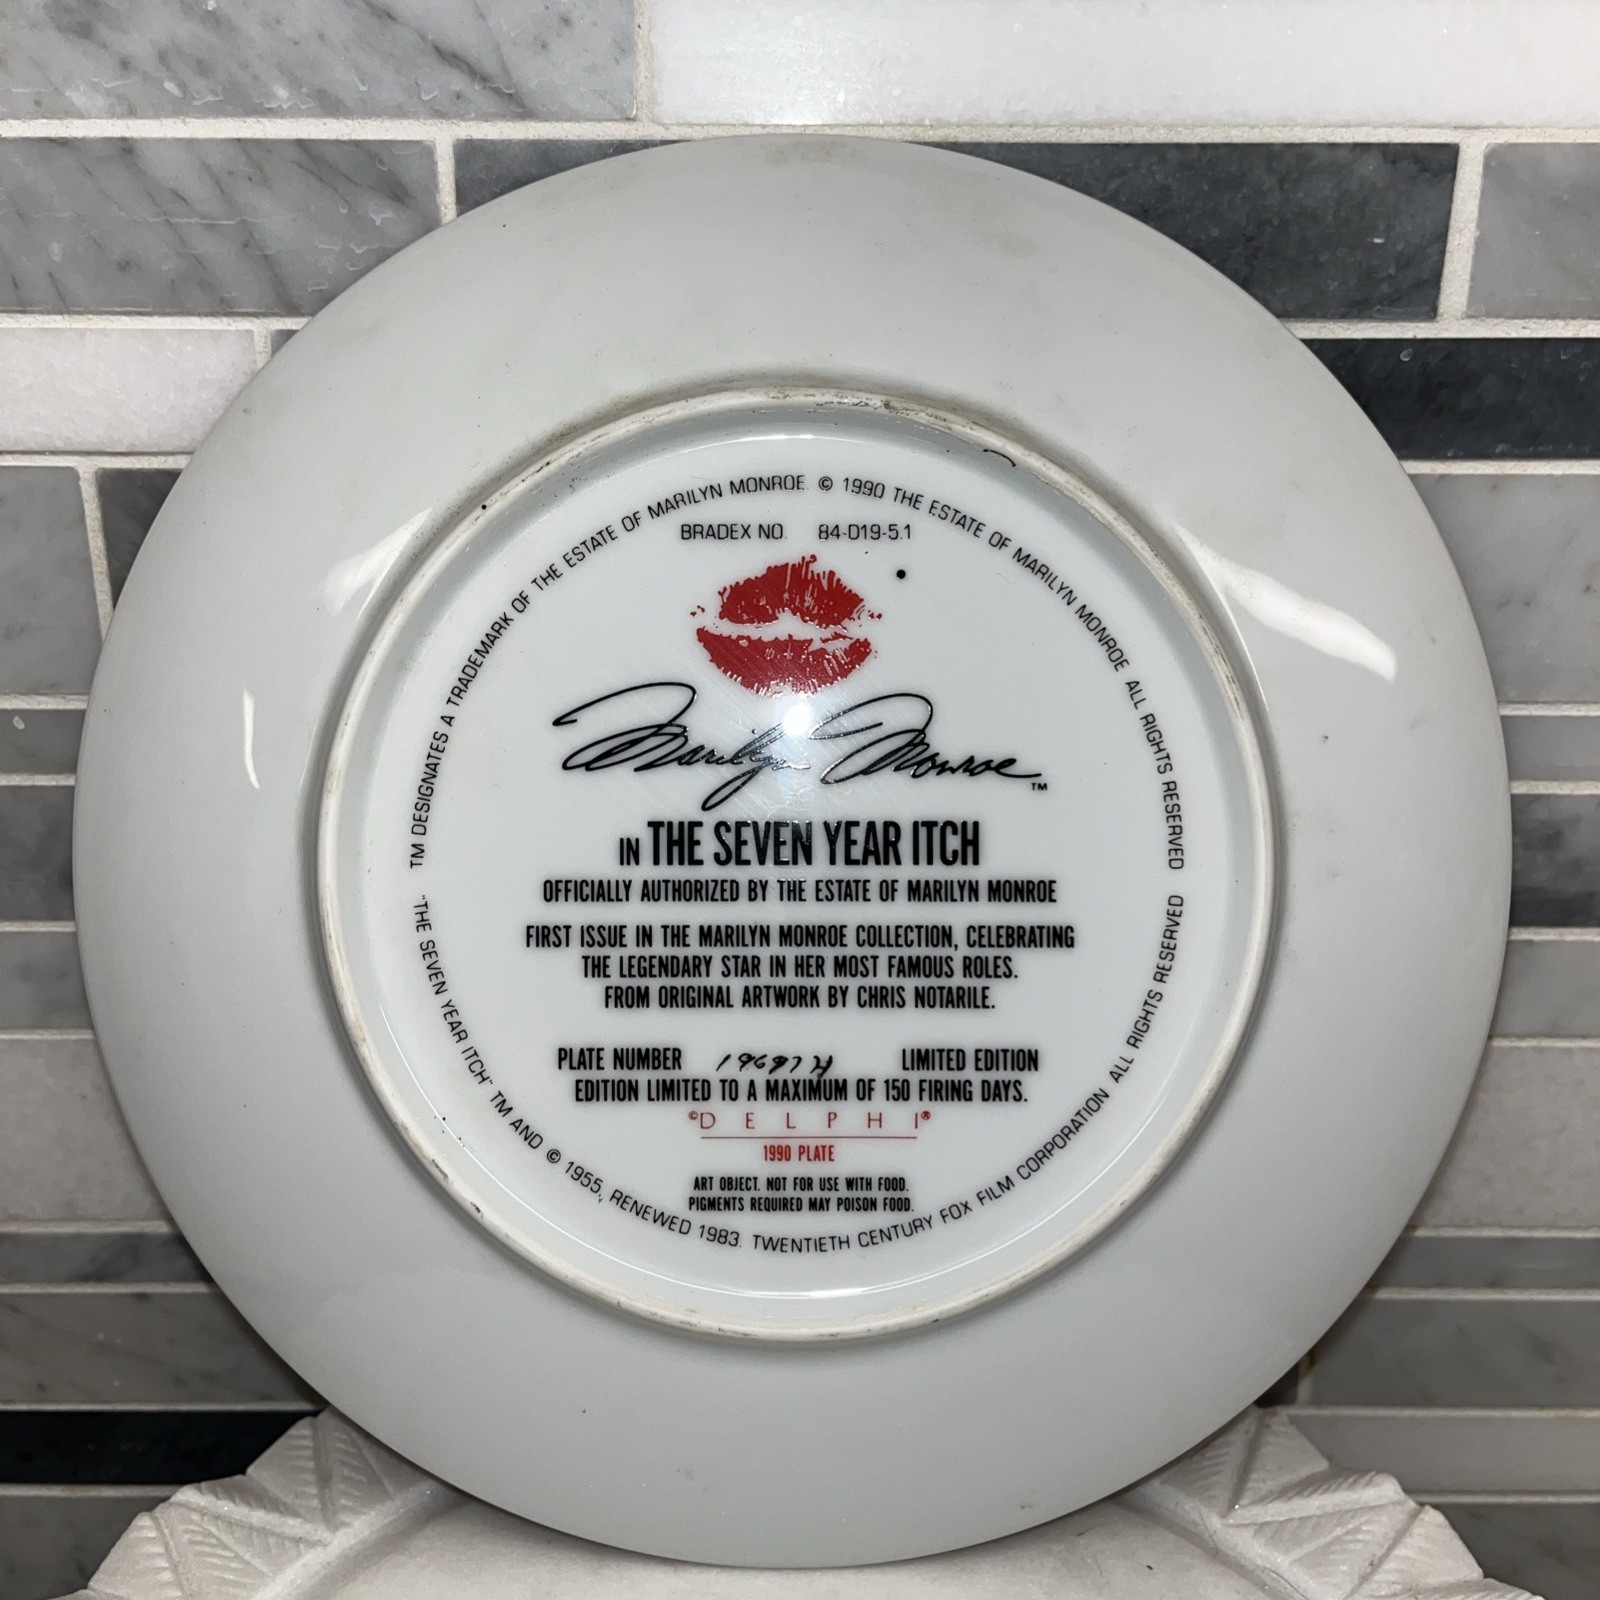 TM DESIGNATES A TRADEMARK OF THE ESTATE OF MARILYN MONROE. © 1990 THE ESTATE OF MARILYN MONROE ALL RIGHTS RESERVED
BRADEX NO. 84-D19-5.1
Marilyn Monroe™
IN THE SEVEN YEAR ITCH
OFFICIALLY AUTHORIZED BY THE ESTATE OF MARILYN MONROE
FIRST ISSUE IN THE MARILYN MONROE COLLECTION, CELEBRATING
THE LEGENDARY STAR IN HER MOST FAMOUS ROLES.
FROM ORIGINAL ARTWORK BY CHRIS NOTARILE.
PLATE NUMBER LIMITED EDITION
EDITION LIMITED TO A MAXIMUM OF 150 FIRING DAYS.
©DELPHI®
1990 PLATE
ART OBJECT. NOT FOR USE WITH FOOD.
PIGMENTS REQUIRED MAY POISON FOOD.
"THE SEVEN YEAR ITCH" TM AND © 1955, RENEWED 1983. TWENTIETH CENTURY FOX FILM CORPORATION ALL RIGHTS RESERVED